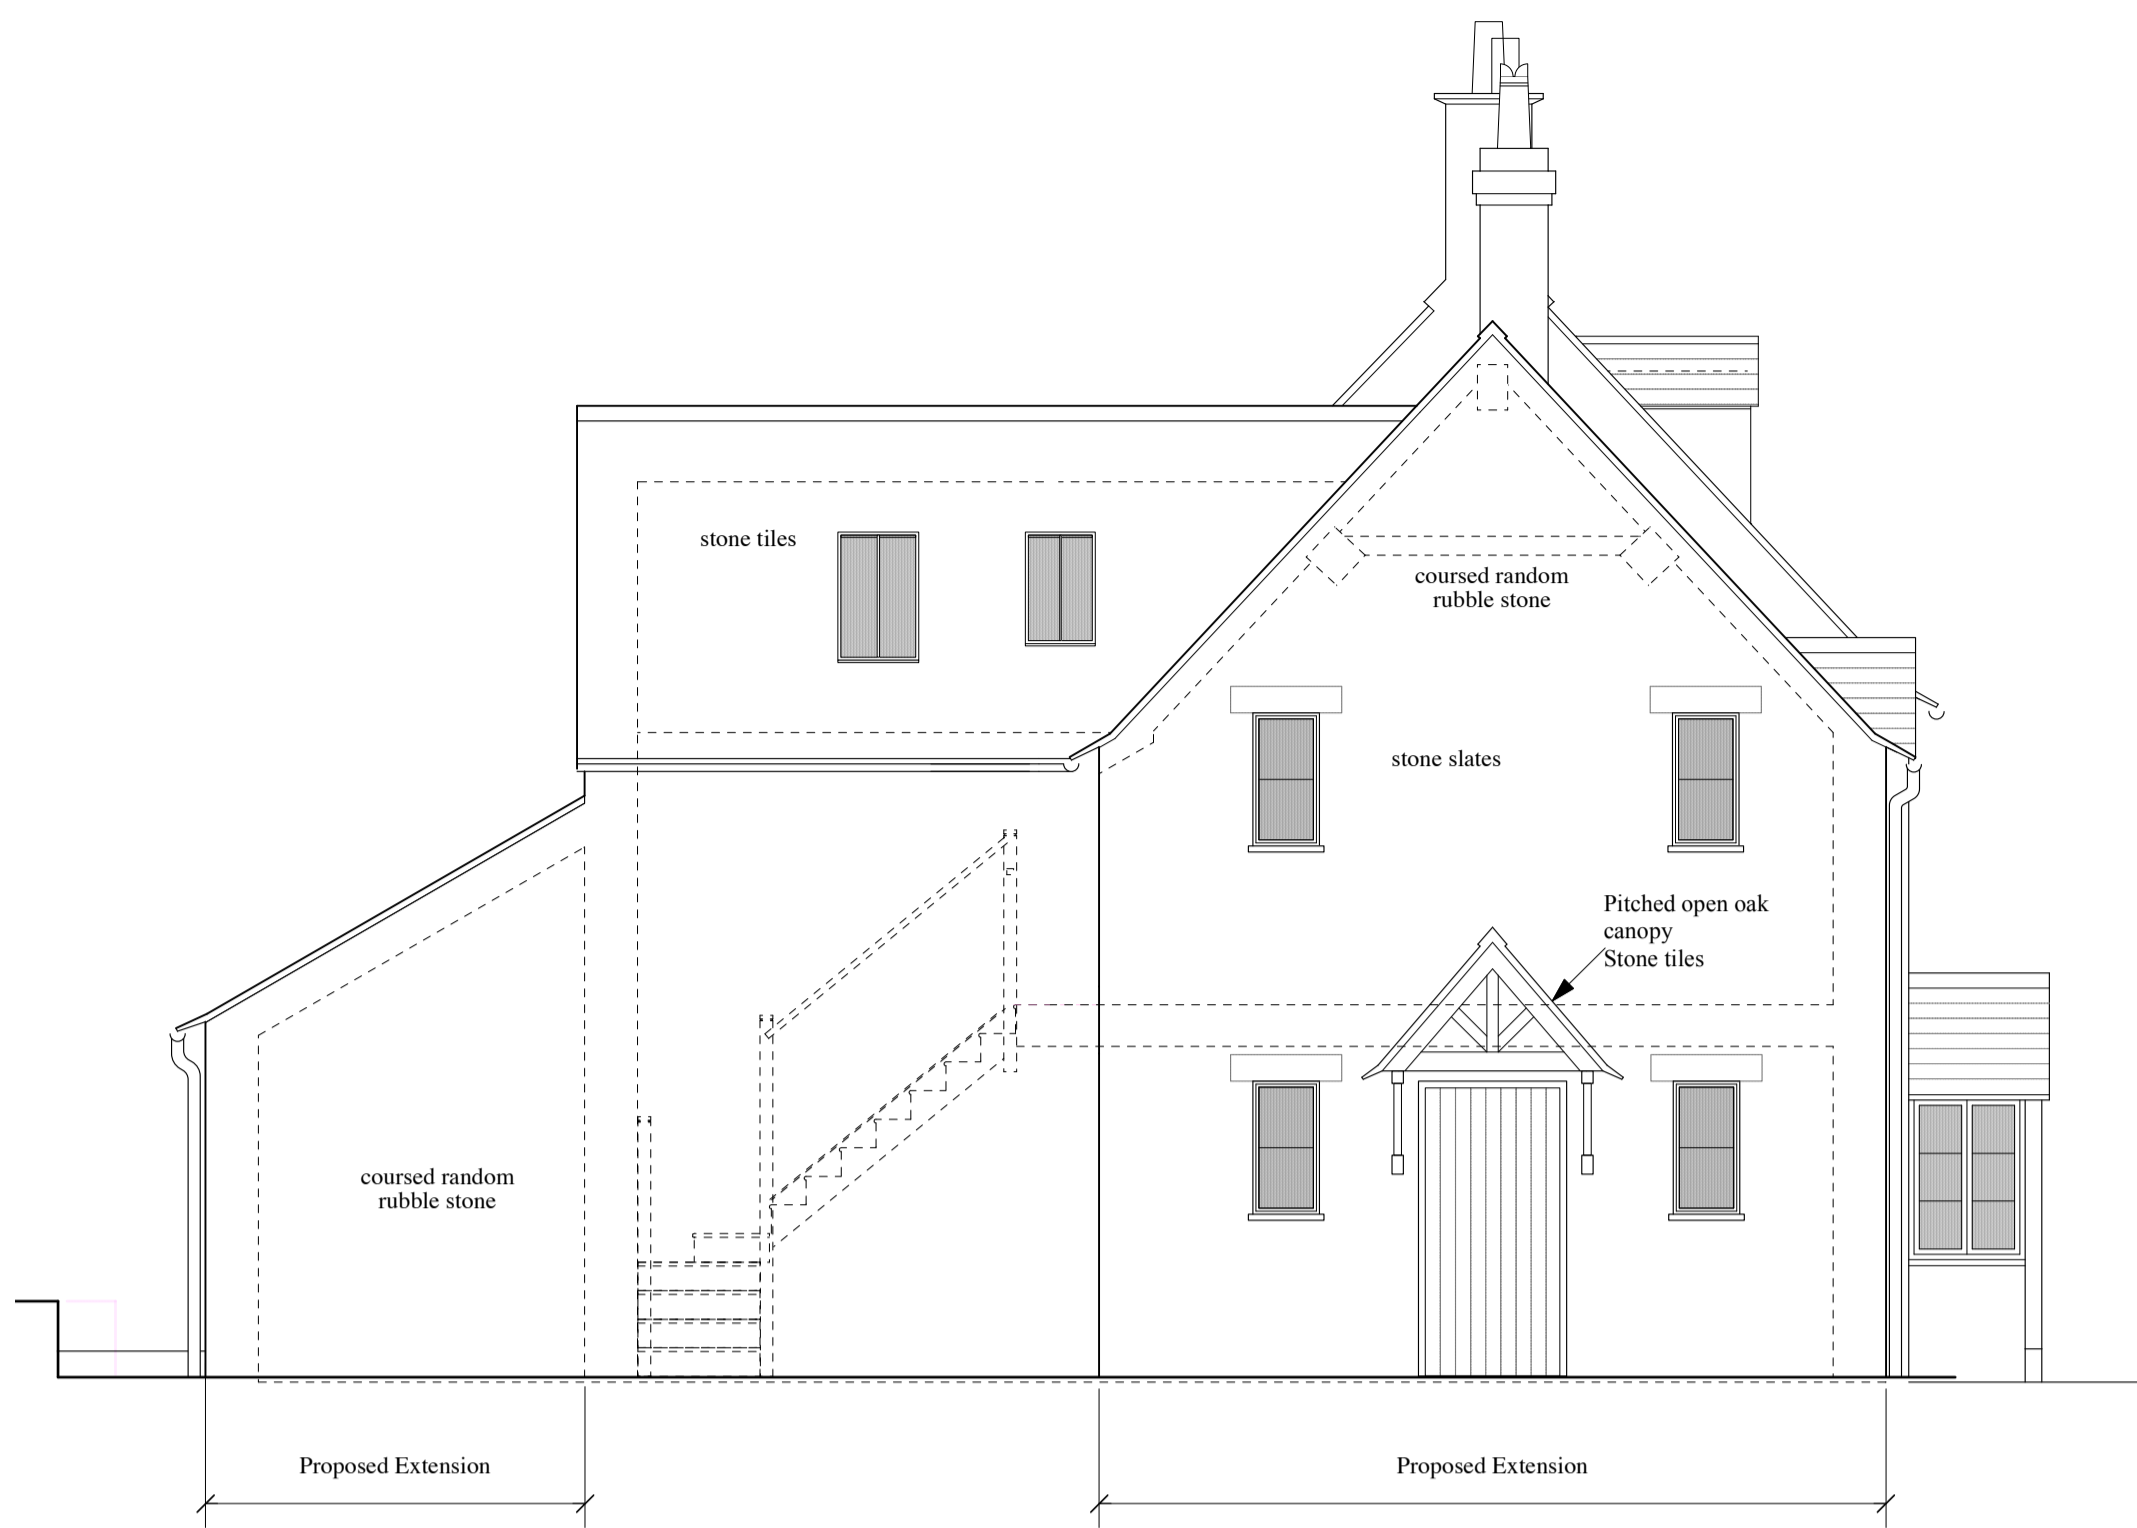 stone tiles
coursed random
rubble stone
stone slates
Pitched open oak
canopy
Stone tiles
coursed random
rubble stone
Proposed Extension
Proposed Extension